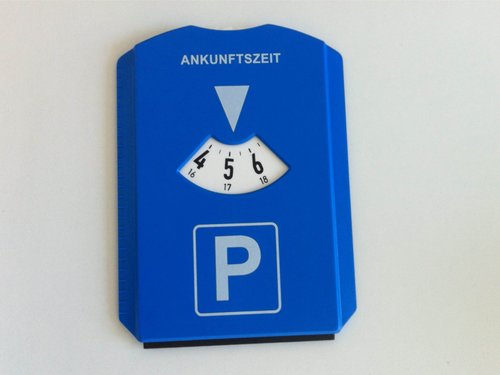 ANKUNFTSZEIT
4 5 6
16 17 18
P